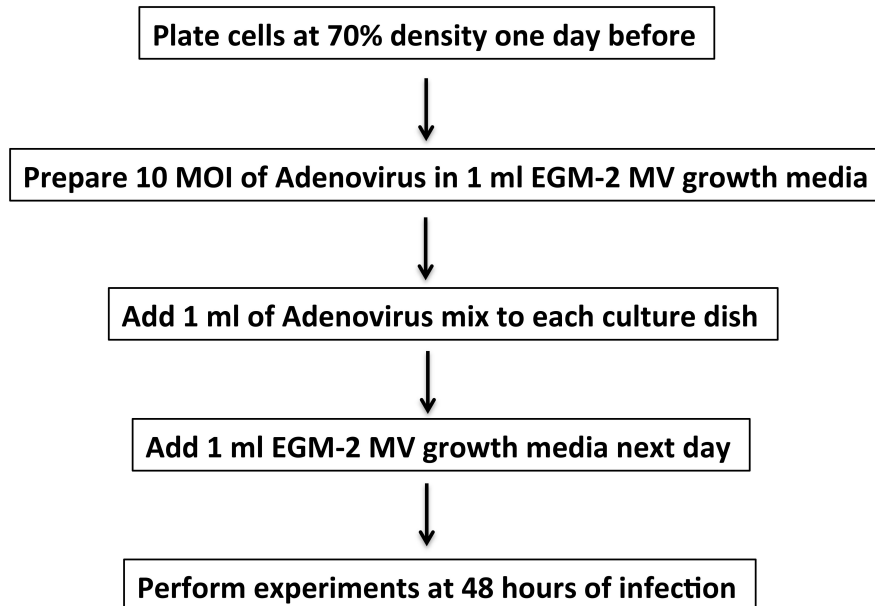 Plate cells at 70% density one day before
Prepare 10 MOI of Adenovirus in 1 ml EGM-2 MV growth media
Add 1 ml of Adenovirus mix to each culture dish
Add 1 ml EGM-2 MV growth media next day
Perform experiments at 48 hours of infection